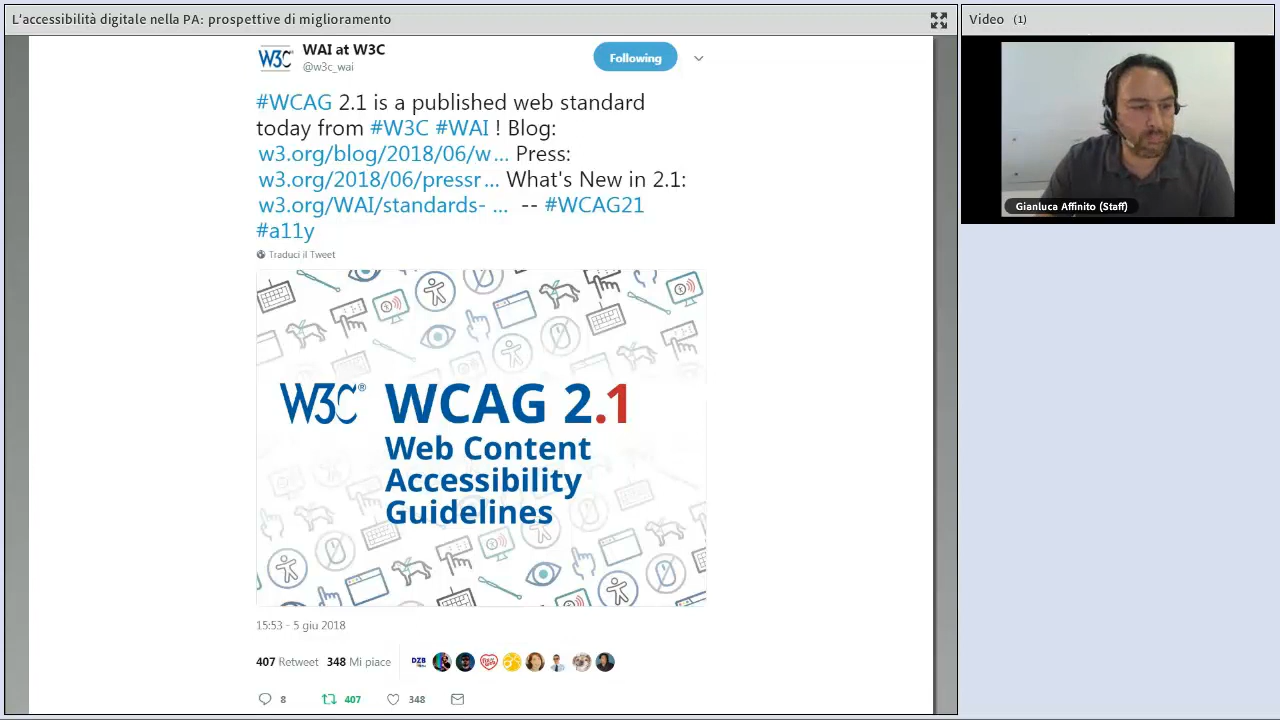 L'accessibilità digitale nella PA: prospettive di miglioramento
Video (1)
Gianluca Affinito (Staff)
W3C
WAI at W3C
@w3c_wai
Following
#WCAG 2.1 is a published web standard
today from #W3C #WAI ! Blog:
w3.org/blog/2018/06/w... Press:
w3.org/2018/06/pressr... What's New in 2.1:
w3.org/WAI/standards- ... -- #WCAG21
#a11y
Traduci il Tweet
W3C® WCAG 2.1
Web Content
Accessibility
Guidelines
15:53 - 5 giu 2018
407 Retweet 348 Mi piace
DZB
8 407 348